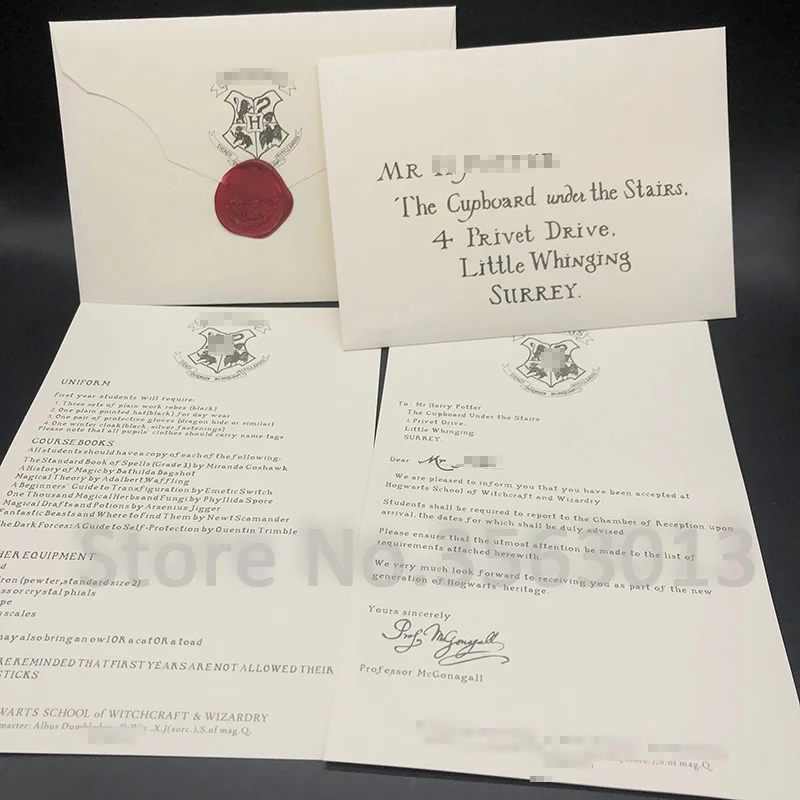 H
MR
The Cupboard under the Stairs,
4 Privet Drive,
Little Whinging
SURREY.
UNIFORM
First year students will require:
1. Three sets of plain work robes (black)
2. One plain pointed hat(black) for day wear
3. One pair of protective gloves (dragon hide or similar)
4. One winter cloak(black, silver fastenings)
Please note that all pupils' clothes should carry name tags
COURSE BOOKS
All students should have a copy of each of the following:
The Standard Book of Spells (Grade 1) by Miranda Goshawk
A History of Magic by Bathilda Bagshot
Magical Theory by Adalbert Waffling
A Beginners' Guide to Transfiguration by Emetic Switch
One Thousand Magical Herbs and Fungi by Phyllida Spore
Magical Drafts and Potions by Arsenius Jigger
Fantastic Beasts and Where to Find Them by Newt Scamander
The Dark Forces: A Guide to Self-Protection by Quentin Trimble
HER EQUIPMENT
(pewter, standard size 2)
or crystal phials
scales
may also bring an owl OR a cat OR a toad
REMINDED THAT FIRST YEARS ARE NOT ALLOWED THEIR
STICKS
WARTS SCHOOL of WITCHCRAFT & WIZARDRY
master: Albus X.J(sorc.),S.of mag.Q.
To: Mr Harry Potter
The Cupboard Under the Stairs
4 Privet Drive,
Little Whinging
SURREY.
Dear Mr.
We are pleased to inform you that you have been accepted at
Hogwarts School of Witchcraft and Wizardry.
Students shall be required to report to the Chamber of Reception upon
arrival, the dates for which shall be duly advised.
Please ensure that the utmost attention be made to the list of
requirements attached herewith.
We very much look forward to receiving you as part of the new
generation of Hogwarts' heritage.
Yours sincerely
Prof. McGonagall
Professor McGonagall
S.of mag.Q.
Store No.